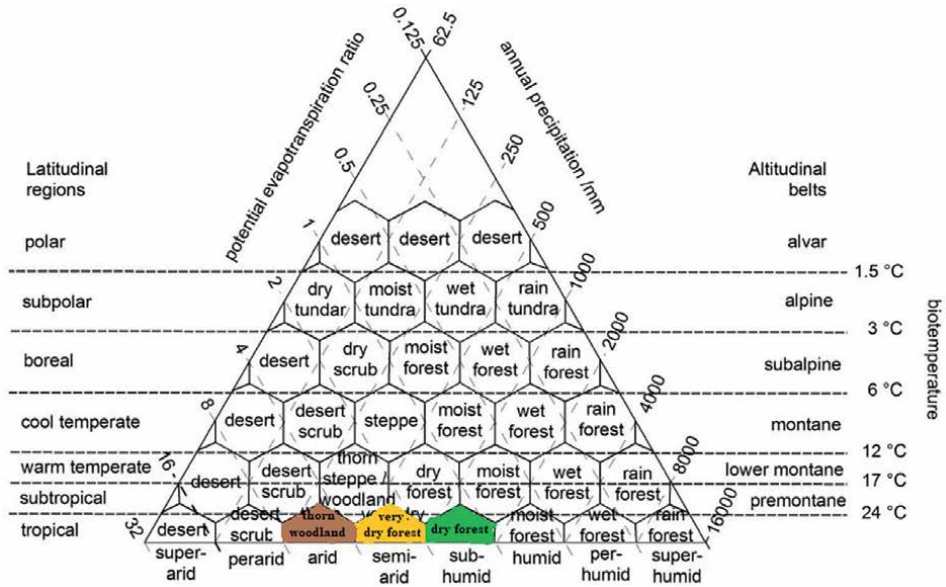 0.125
62.5
potential evapotranspiration ratio
annual precipitation /mm
0.25
125
0.5
250
Latitudinal
regions
Altitudinal
belts
1
500
polar
desert
desert
desert
alvar
1.5 °C
2
1000
subpolar
dry
tundar
moist
tundra
wet
tundra
rain
tundra
alpine
3 °C
biotemperature
4
2000
boreal
desert
dry
scrub
moist
forest
wet
forest
rain
forest
subalpine
6 °C
8
4000
cool temperate
desert
desert
scrub
steppe
moist
forest
wet
forest
rain
forest
montane
12 °C
16
8000
warm temperate
desert
desert
scrub
thorn
steppe
woodland
dry
forest
moist
forest
wet
forest
rain
forest
lower montane
17 °C
subtropical
premontane
24 °C
32
16000
tropical
desert
desert
scrub
thorn
woodland
very
dry forest
dry forest
moist
forest
wet
forest
rain
forest
super-
arid
perarid
arid
semi-
arid
sub-
humid
humid
per-
humid
super-
humid